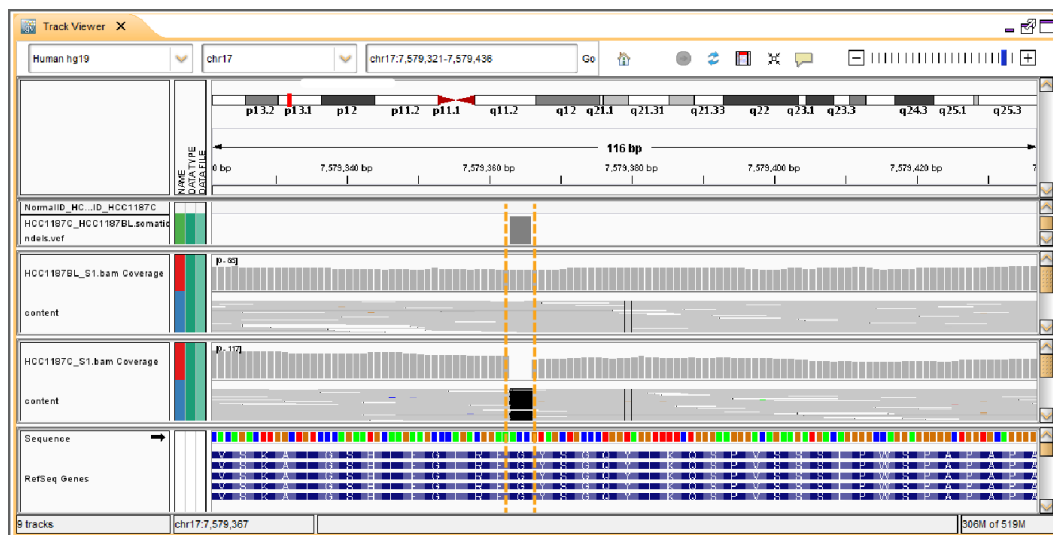 Track Viewer
Human hg19 chr17 chr17:7,579,321-7,579,436 Go
p13.2 p13.1 p12 p11.2 p11.1 q11.2 q12 q21.1 q21.31 q21.33 q22 q23.1 q23.3 q24.3 q25.1 q25.3
116 bp
0 bp 7,579,340 bp 7,579,360 bp 7,579,380 bp 7,579,400 bp 7,579,420 bp 7
NAME
DATA TYPE
DATA FILE
NormalID_HC...ID_HCC1187C
HCC1187C_HCC1187BL.somatic
ndels.vcf
[0 - 65]
HCC1187BL_S1.bam Coverage
content
[0 - 117]
HCC1187C_S1.bam Coverage
content
Sequence
RefSeq Genes
9 tracks chr17:7,579,367 306M of 519M